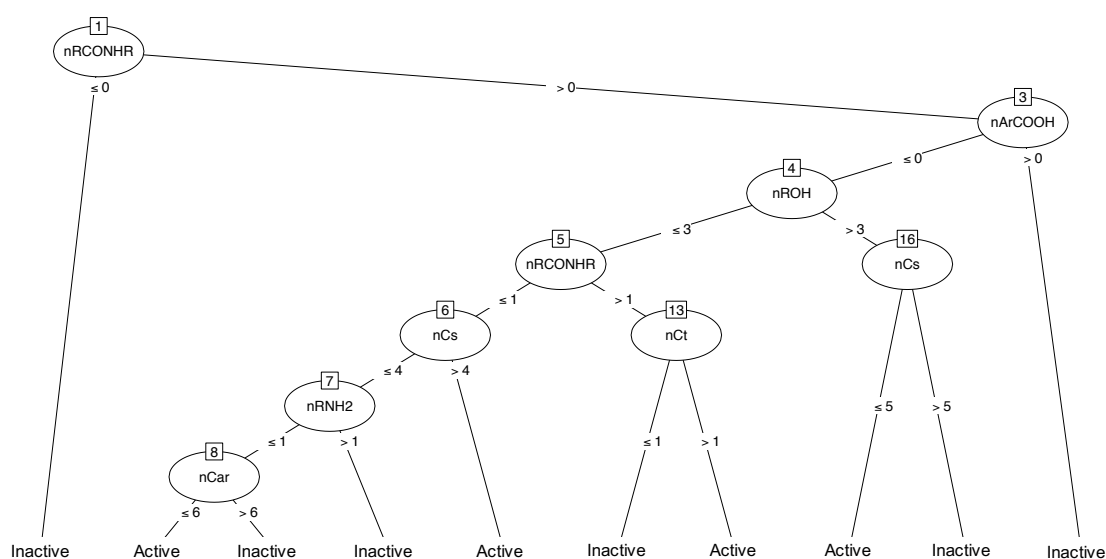 1
nRCONHR
≤ 0
> 0
3
nArCOOH
≤ 0
> 0
4
nROH
≤ 3
> 3
5
nRCONHR
16
nCs
≤ 1
> 1
6
nCs
13
nCt
≤ 4
> 4
7
nRNH2
≤ 5
> 5
≤ 1
> 1
≤ 1
> 1
8
nCar
≤ 6
> 6
Inactive
Active
Inactive
Inactive
Active
Inactive
Active
Active
Inactive
Inactive